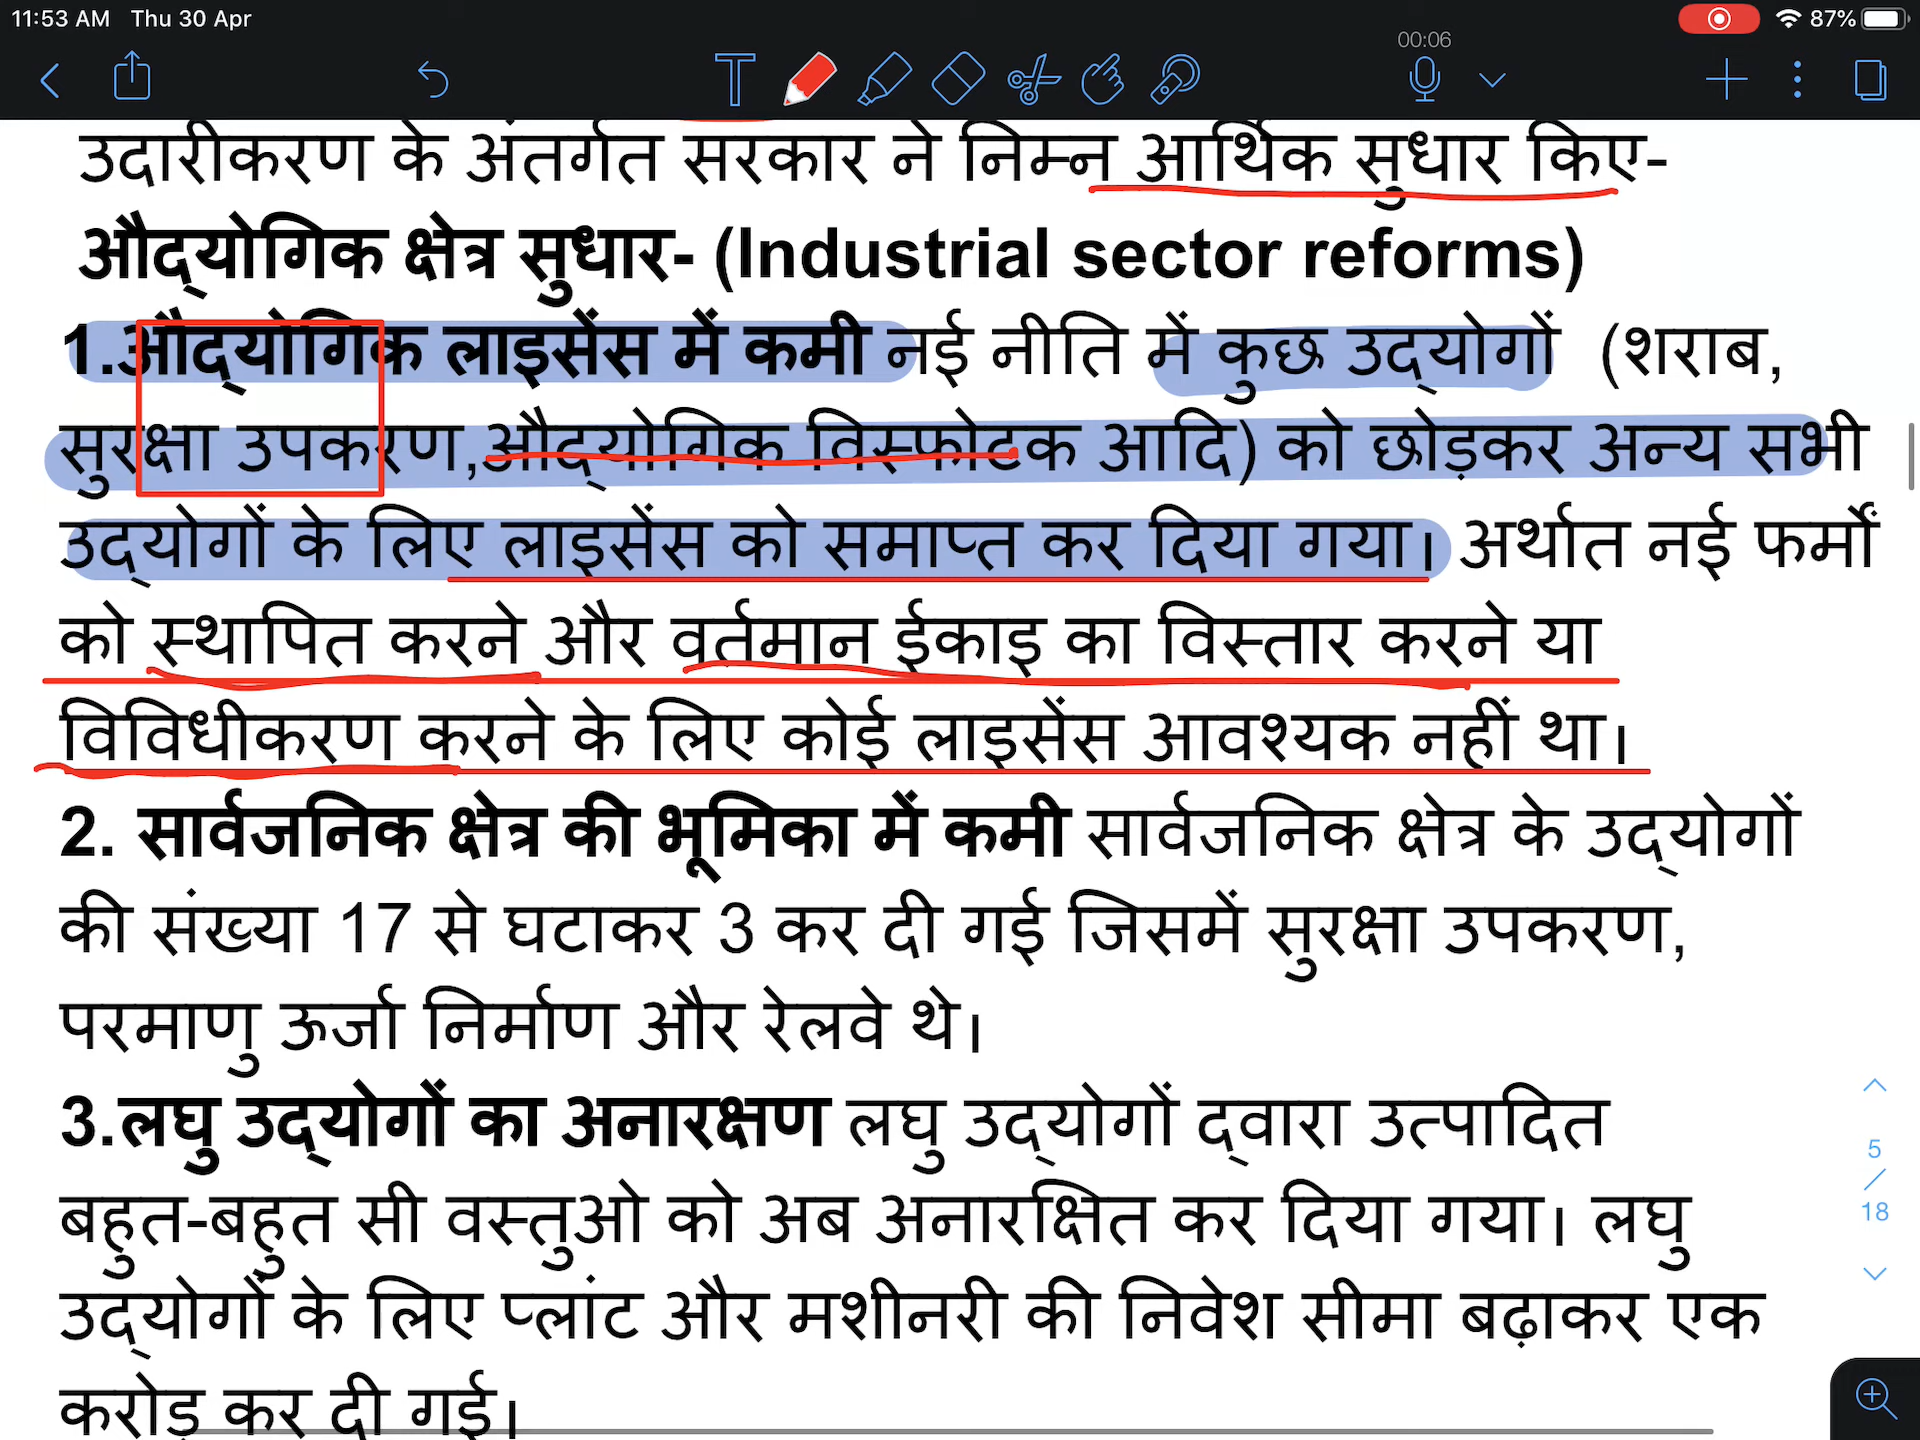 11:53 AM Thu 30 Apr
87%
00:06
उदारीकरण के अंतर्गत सरकार ने निम्न आर्थिक सुधार किए-
औद्योगिक क्षेत्र सुधार- (Industrial sector reforms)
1.औद्योगिक लाइसेंस में कमी नई नीति में कुछ उद्योगों (शराब,
सुरक्षा उपकरण,औद्योगिक विस्फोटक आदि) को छोड़कर अन्य सभी
उद्योगों के लिए लाइसेंस को समाप्त कर दिया गया। अर्थात नई फर्मों
को स्थापित करने और वर्तमान ईकाइ का विस्तार करने या
विविधीकरण करने के लिए कोई लाइसेंस आवश्यक नहीं था।
2. सार्वजनिक क्षेत्र की भूमिका में कमी सार्वजनिक क्षेत्र के उद्योगों
की संख्या 17 से घटाकर 3 कर दी गई जिसमें सुरक्षा उपकरण,
परमाणु ऊर्जा निर्माण और रेलवे थे।
3.लघु उद्योगों का अनारक्षण लघु उद्योगों द्वारा उत्पादित
बहुत-बहुत सी वस्तुओ को अब अनारक्षित कर दिया गया। लघु
उद्योगों के लिए प्लांट और मशीनरी की निवेश सीमा बढ़ाकर एक
करोड़ कर दी गई।
5
/
18